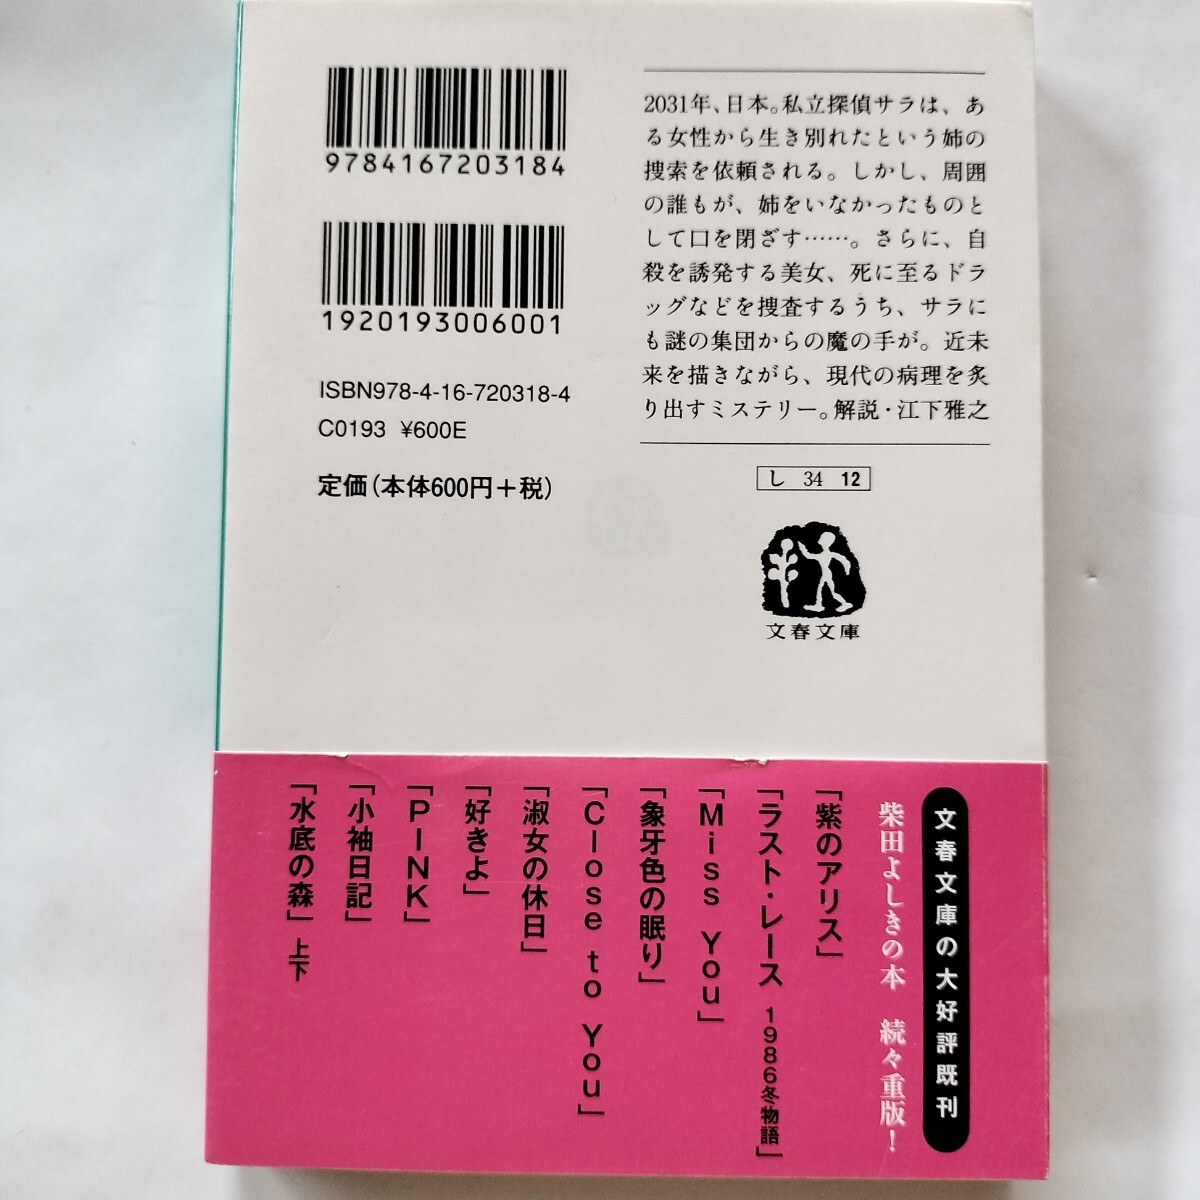 9784167203184
1920193006001
ISBN978-4-16-720318-4
C0193 ¥600E
定価(本体600円+税)
2031年、日本。私立探偵サラは、あ
る女性から生き別れたという姉の
捜索を依頼される。しかし、周囲
の誰もが、姉をいなかったものと
して口を閉ざす……。さらに、自
殺を誘発する美女、死に至るドラ
ッグなどを捜査するうち、サラに
も謎の集団からの魔の手が。近未
来を描きながら、現代の病理を炙
り出すミステリー。解説・江下雅之
し 34 12
文春文庫
文春文庫の大好評既刊
柴田よしきの本 続々重版!
「紫のアリス」
「ラスト・レース 1986冬物語」
「Miss You」
「象牙色の眠り」
「Close to You」
「淑女の休日」
「好きよ」
「PINK」
「小袖日記」
「水底の森」上下